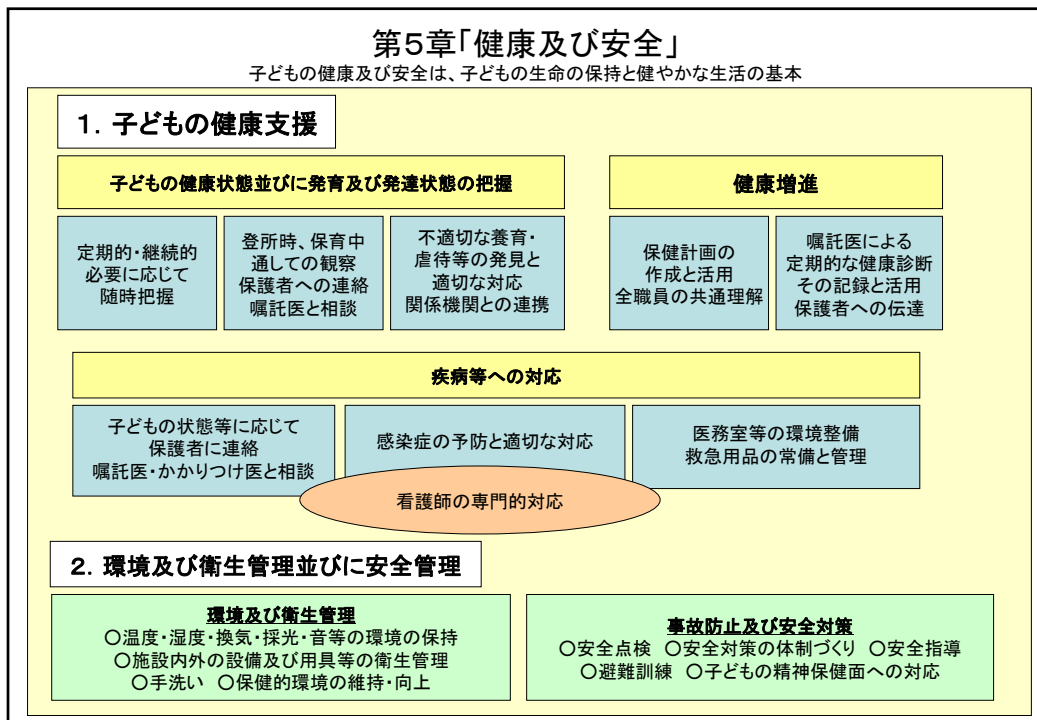 第5章「健康及び安全」
子どもの健康及び安全は、子どもの生命の保持と健やかな生活の基本
1．子どもの健康支援
子どもの健康状態並びに発育及び発達状態の把握
定期的・継続的
必要に応じて
随時把握
登所時、保育中
通しての観察
保護者への連絡
嘱託医と相談
不適切な養育・
虐待等の発見と
適切な対応
関係機関との連携
健康増進
保健計画の
作成と活用
全職員の共通理解
嘱託医による
定期的な健康診断
その記録と活用
保護者への伝達
疾病等への対応
子どもの状態等に応じて
保護者に連絡
嘱託医・かかりつけ医と相談
感染症の予防と適切な対応
医務室等の環境整備
救急用品の常備と管理
看護師の専門的対応
2．環境及び衛生管理並びに安全管理
環境及び衛生管理
○温度・湿度・換気・採光・音等の環境の保持
○施設内外の設備及び用具等の衛生管理
○手洗い ○保健的環境の維持・向上
事故防止及び安全対策
○安全点検 ○安全対策の体制づくり ○安全指導
○避難訓練 ○子どもの精神保健面への対応